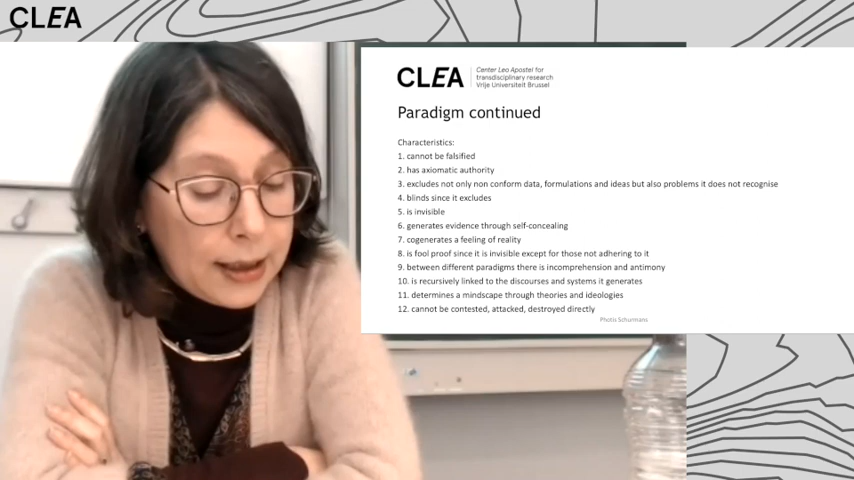 CLEA
CLEA
Center Leo Apostel for
transdisciplinary research
Vrije Universiteit Brussel
Paradigm continued
Characteristics:
1. cannot be falsified
2. has axiomatic authority
3. excludes not only non conform data, formulations and ideas but also problems it does not recognise
4. blinds since it excludes
5. is invisible
6. generates evidence through self-concealing
7. cogenerates a feeling of reality
8. is fool proof since it is invisible except for those not adhering to it
9. between different paradigms there is incomprehension and antimony
10. is recursively linked to the discourses and systems it generates
11. determines a mindscape through theories and ideologies
12. cannot be contested, attacked, destroyed directly
Photis Schurmans